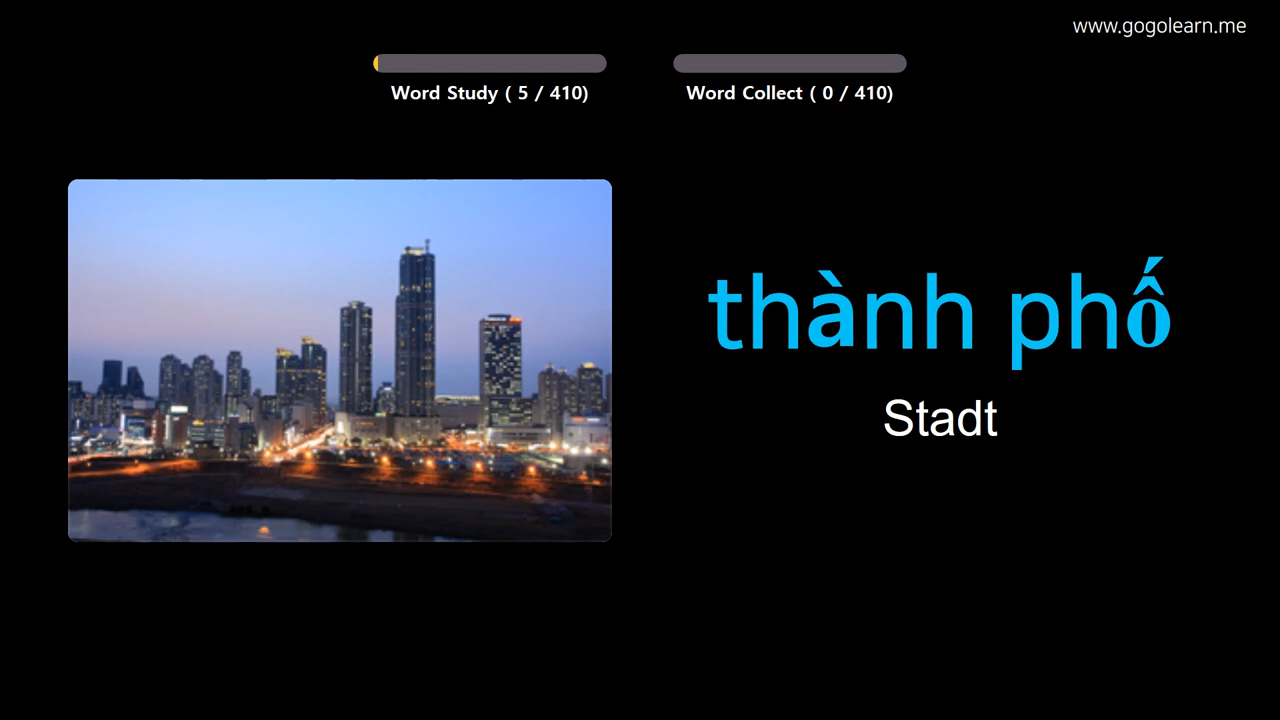 www.gogolearn.me
Word Study ( 5 / 410)
Word Collect ( 0 / 410)
thành phố
Stadt